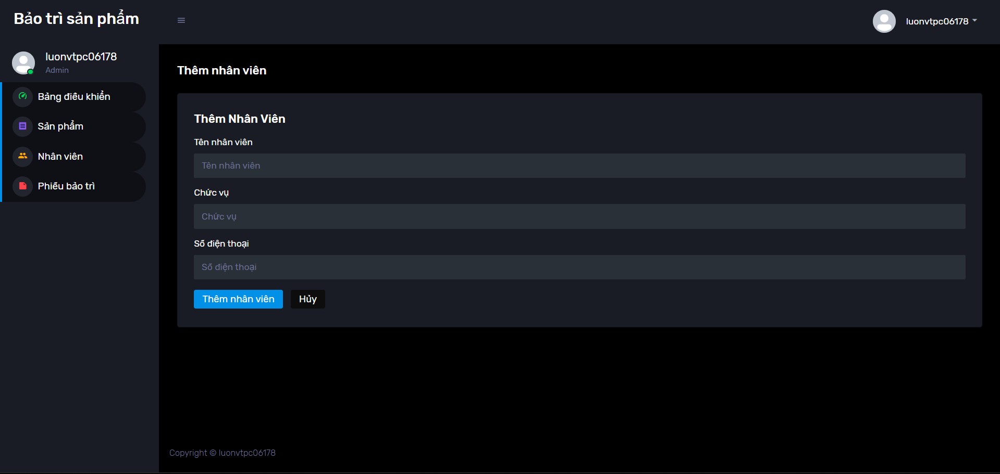 Bảo trì sản phẩm
luonvtpc06178
luonvtpc06178
Admin
Bảng điều khiển
Sản phẩm
Nhân viên
Phiếu bảo trì
Thêm nhân viên
Thêm Nhân Viên
Tên nhân viên
Tên nhân viên
Chức vụ
Chức vụ
Số điện thoại
Số điện thoại
Thêm nhân viên Hủy
Copyright © luonvtpc06178